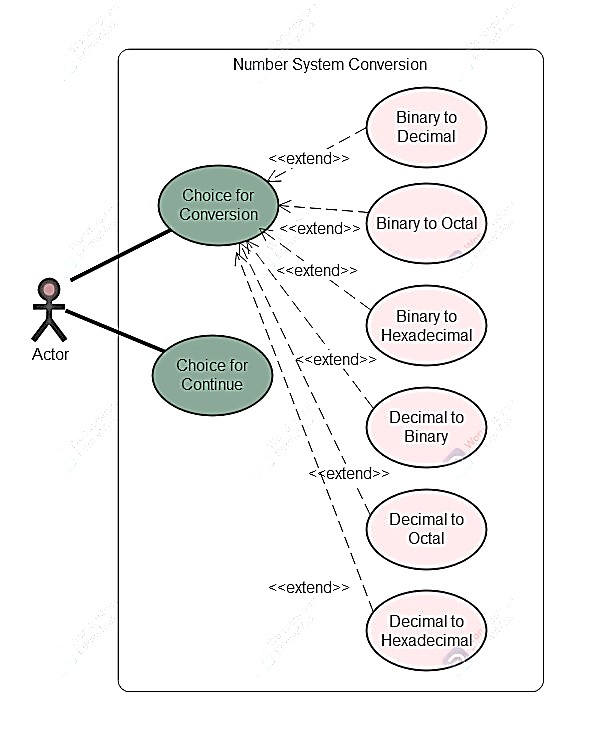 Number System Conversion
Binary to
Decimal
<<extend>>
Choice for
Conversion
Binary to Octal
<<extend>>
<<extend>>
Binary to
Hexadecimal
Actor
Choice for
Continue
<<extend>>
Decimal to
Binary
<<extend>>
Decimal to
Octal
<<extend>>
Decimal to
Hexadecimal